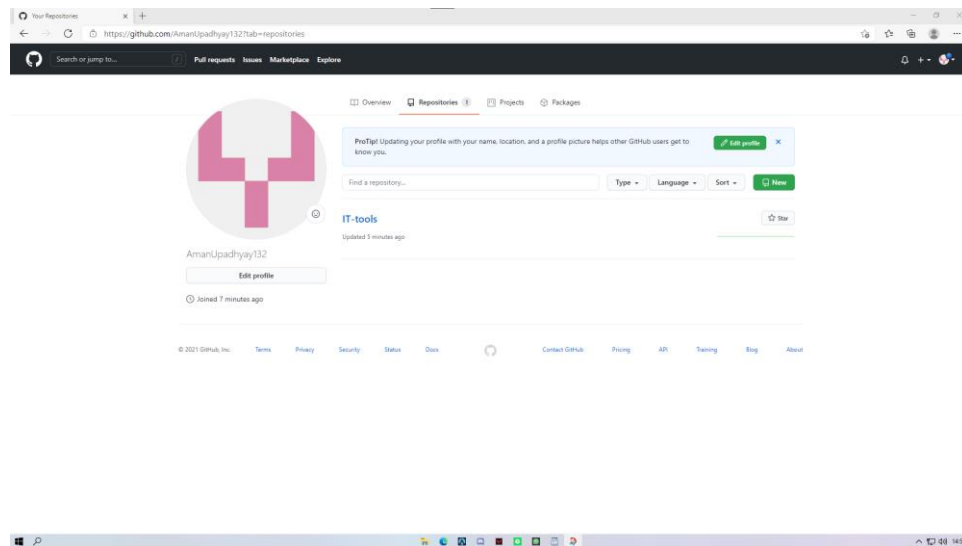 Your Repositories
https://github.com/AmanUpadhyay132?tab=repositories
Search or jump to... / Pull requests Issues Marketplace Explore
Overview Repositories 1 Projects Packages
ProTip! Updating your profile with your name, location, and a profile picture helps other GitHub users get to know you.
Edit profile
Find a repository... Type Language Sort New
IT-tools Star
Updated 5 minutes ago
AmanUpadhyay132
Edit profile
Joined 7 minutes ago
© 2021 GitHub, Inc. Terms Privacy Security Status Docs Contact GitHub Pricing API Training Blog About